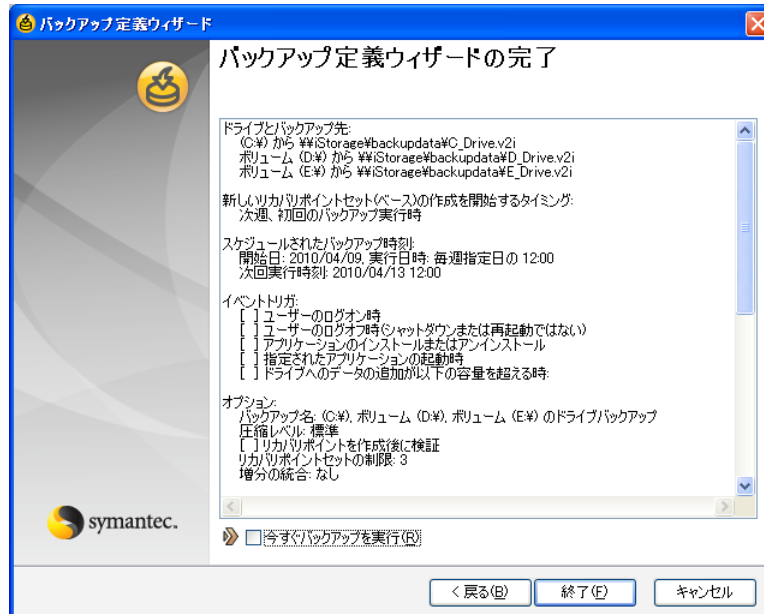 バックアップ定義ウィザード
バックアップ定義ウィザードの完了
ドライブとバックアップ先:
(C:¥) から ¥¥iStorage¥backupdata¥C_Drive.v2i
ボリューム (D:¥) から ¥¥iStorage¥backupdata¥D_Drive.v2i
ボリューム (E:¥) から ¥¥iStorage¥backupdata¥E_Drive.v2i
新しいリカバリポイントセット(ベース)の作成を開始するタイミング:
次週、初回のバックアップ実行時
スケジュールされたバックアップ時刻:
開始日: 2010/04/09, 実行日時: 毎週指定日の 12:00
次回実行時刻: 2010/04/13 12:00
イベントトリガ:
[ ] ユーザーのログオン時
[ ] ユーザーのログオフ時(シャットダウンまたは再起動ではない)
[ ] アプリケーションのインストールまたはアンインストール
[ ] 指定されたアプリケーションの起動時
[ ] ドライブへのデータの追加が以下の容量を超える時:
オプション:
バックアップ名: (C:¥), ボリューム (D:¥), ボリューム (E:¥) のドライブバックアップ
圧縮レベル: 標準
[ ] リカバリポイントを作成後に検証
リカバリポイントセットの制限: 3
増分の統合: なし
symantec.
今すぐバックアップを実行(R)
< 戻る(B)
終了(F)
キャンセル